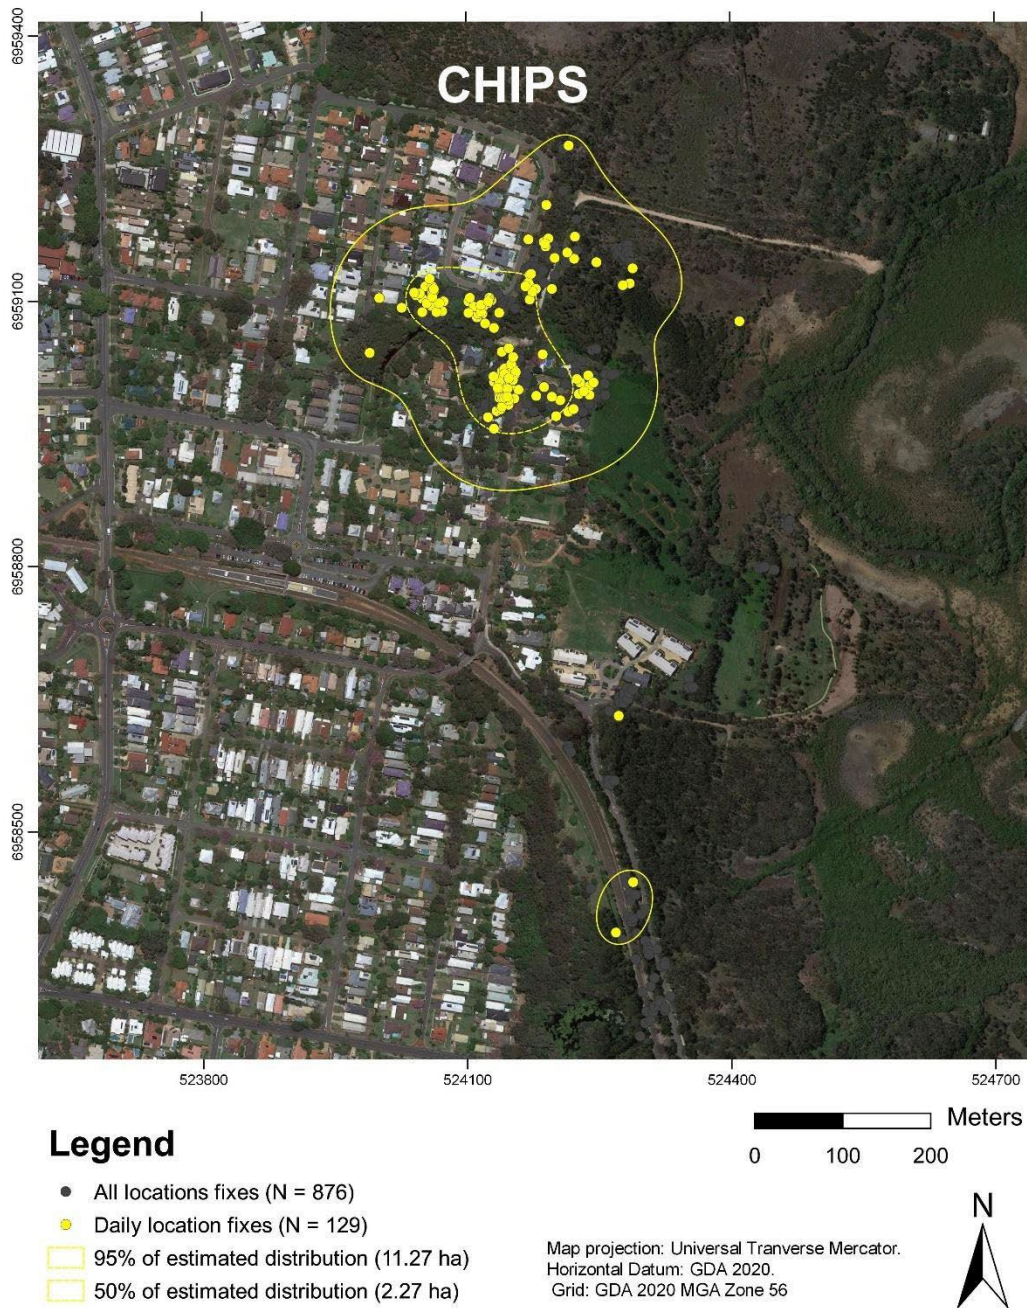 CHIPS
6959400
6959100
6958800
6958500
523800
524100
524400
524700
Meters
0 100 200
Legend
All locations fixes (N = 876)
Daily location fixes (N = 129)
95% of estimated distribution (11.27 ha)
50% of estimated distribution (2.27 ha)
Map projection: Universal Tranverse Mercator.
Horizontal Datum: GDA 2020.
Grid: GDA 2020 MGA Zone 56
N